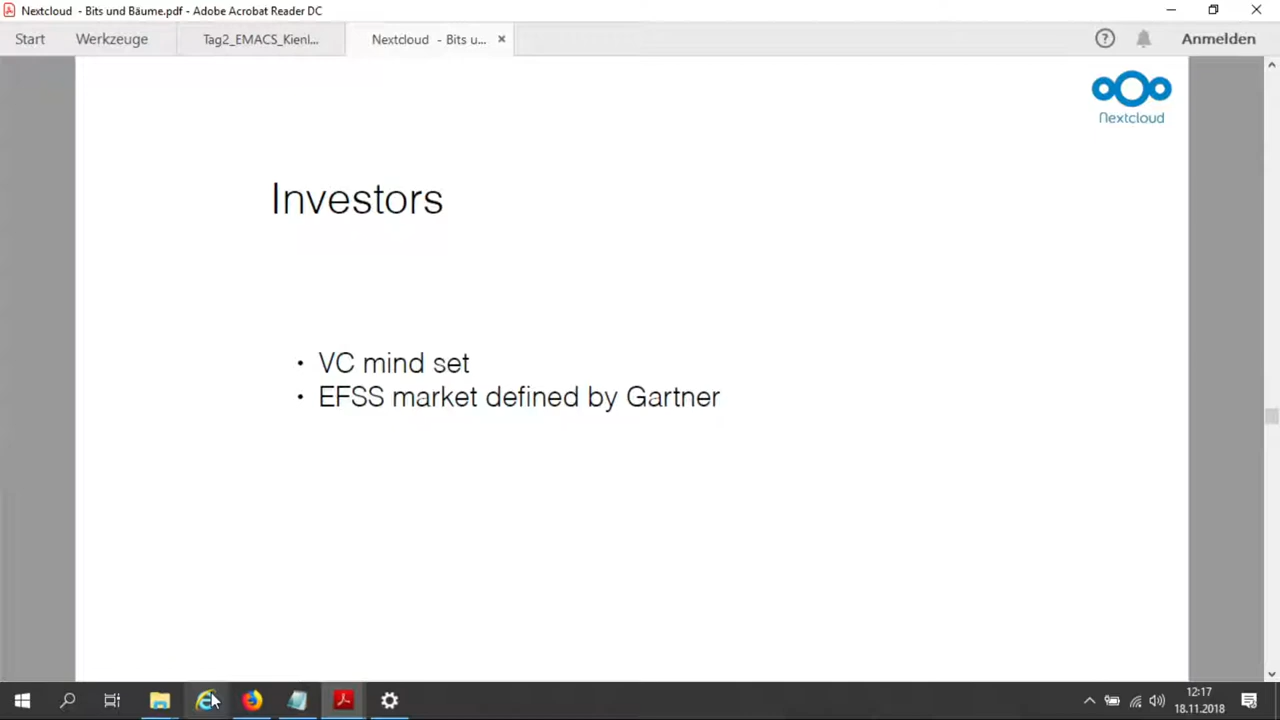 Nextcloud - Bits und Bäume.pdf - Adobe Acrobat Reader DC
Start
Werkzeuge
Tag2_EMACS_Kienl...
Nextcloud - Bits u...
Anmelden
Nextcloud
Investors
• VC mind set
• EFSS market defined by Gartner
12:17
18.11.2018